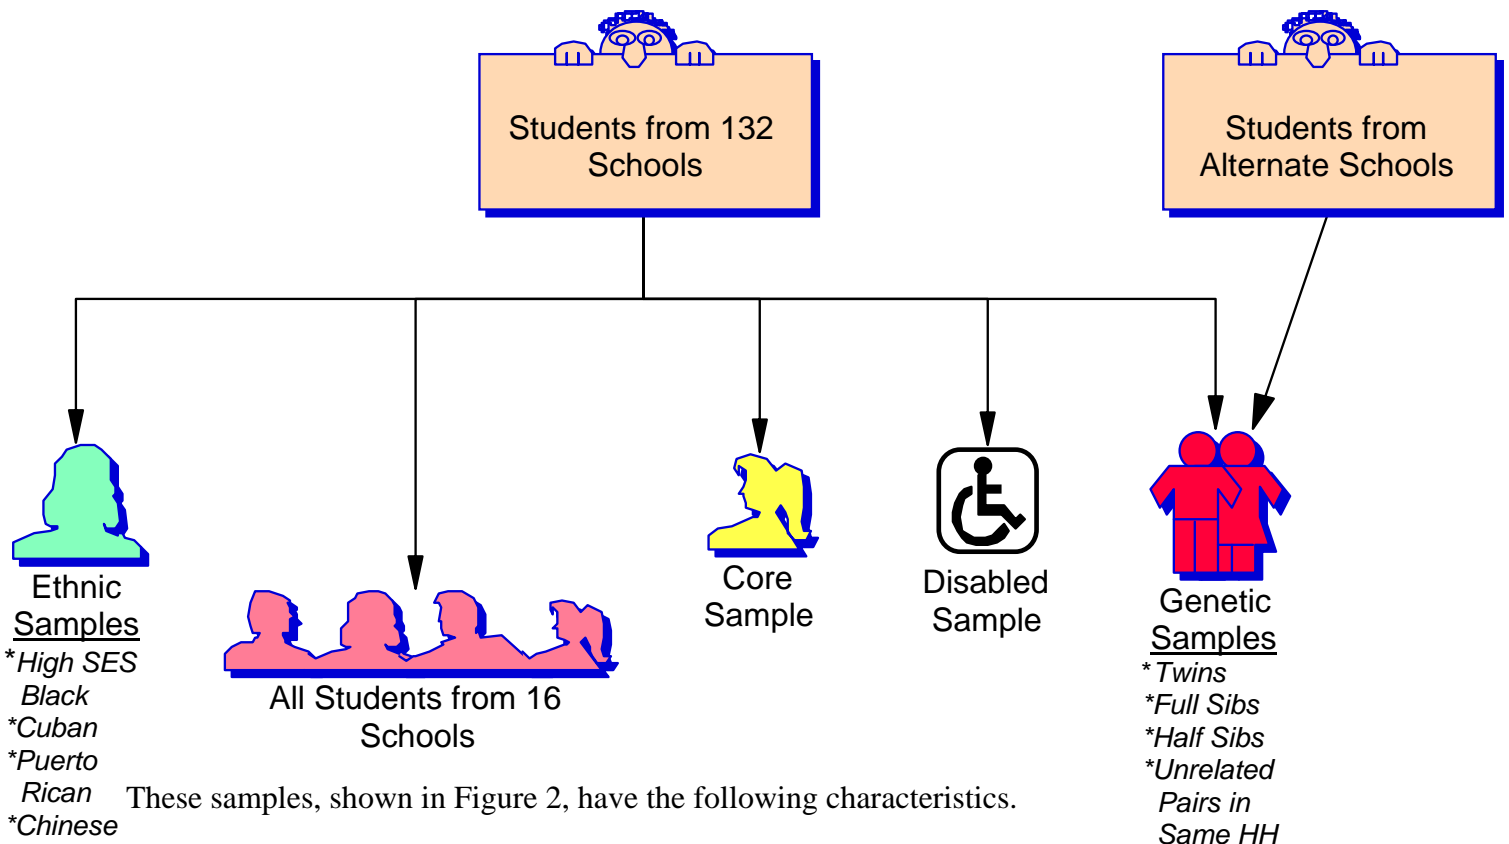 Students from 132
Schools
Students from
Alternate Schools
Ethnic
Samples
*High SES
Black
*Cuban
*Puerto
Rican
*Chinese
All Students from 16
Schools
Core
Sample
Disabled
Sample
Genetic
Samples
*Twins
*Full Sibs
*Half Sibs
*Unrelated
Pairs in
Same HH
These samples, shown in Figure 2, have the following characteristics.